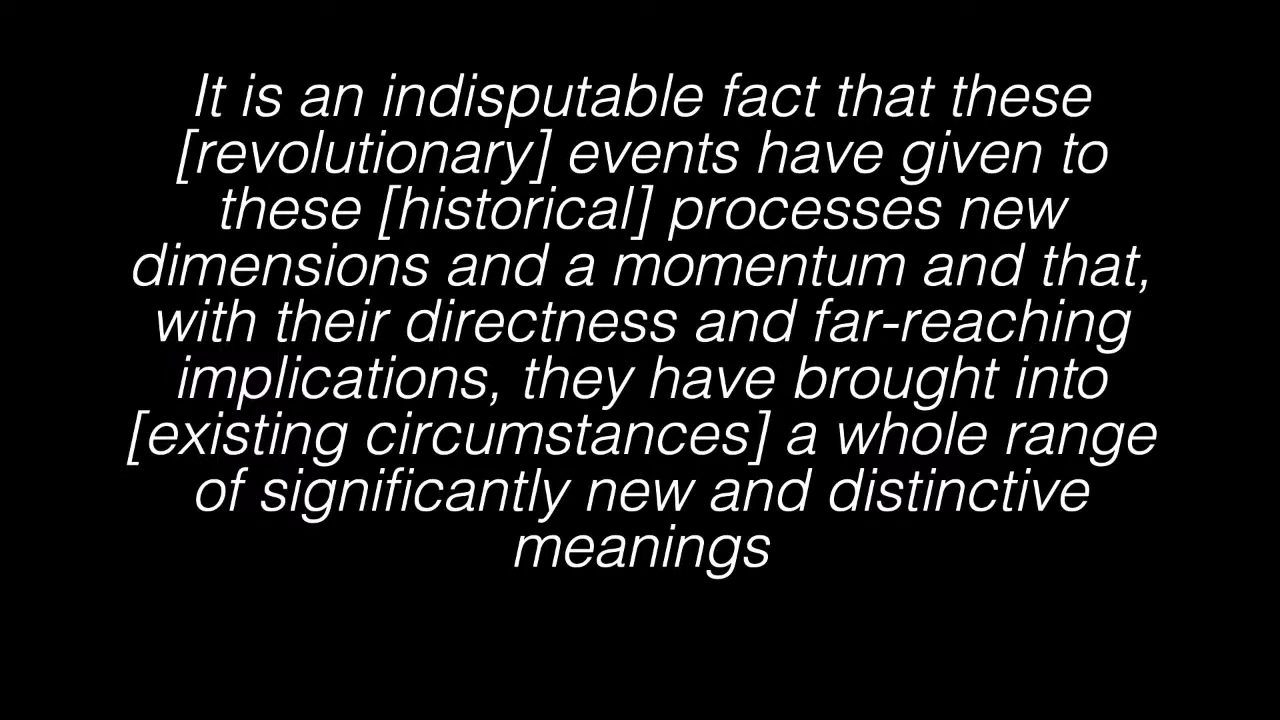 It is an indisputable fact that these
[revolutionary] events have given to
these [historical] processes new
dimensions and a momentum and that,
with their directness and far-reaching
implications, they have brought into
[existing circumstances] a whole range
of significantly new and distinctive
meanings